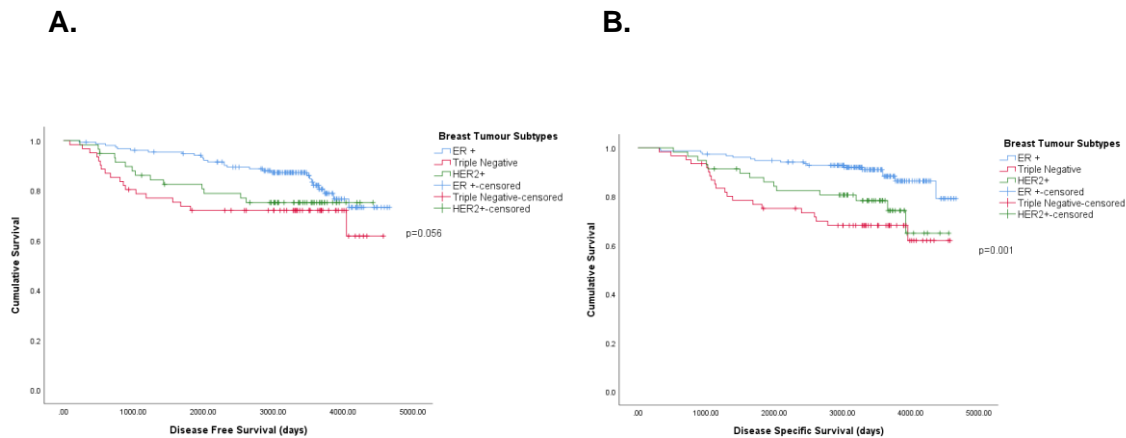 A.
Cumulative Survival
1.0
0.8
0.6
0.4
0.2
0.0
.00 1000.00 2000.00 3000.00 4000.00 5000.00
Disease Free Survival (days)
Breast Tumour Subtypes
ER +
Triple Negative
HER2+
ER +-censored
Triple Negative-censored
HER2+-censored
p=0.056
B.
Cumulative Survival
1.0
0.8
0.6
0.4
0.2
0.0
.00 1000.00 2000.00 3000.00 4000.00 5000.00
Disease Specific Survival (days)
Breast Tumour Subtypes
ER +
Triple Negative
HER2+
ER +-censored
Triple Negative-censored
HER2+-censored
p=0.001